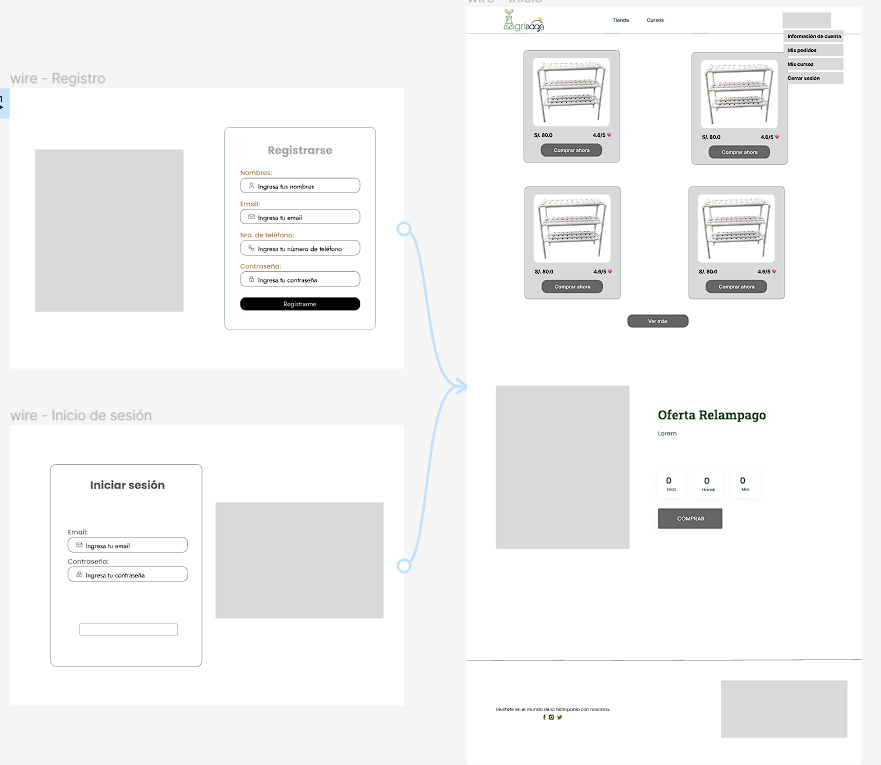 wire - Registro
Registrarse
Nombres:
Ingresa tus nombres
Email:
Ingresa tu email
Nro. de teléfono:
Ingresa tu número de teléfono
Contraseña:
Ingresa tu contraseña
Registrarme
wire - Inicio de sesión
Iniciar sesión
Email:
Ingresa tu email
Contraseña:
Ingresa tu contraseña
wire - Inicio
Agrisage
Tienda Cursos
Información de cuenta
Mis pedidos
Mis cursos
Cerrar sesión
S/. 80.0 4.6/5
Comprar ahora
S/. 80.0 4.6/5
Comprar ahora
S/. 80.0 4.6/5
Comprar ahora
S/. 80.0 4.6/5
Comprar ahora
Ver más
Oferta Relampago
Lorem
0 0 0
Días Horas Min
COMPRAR
Diviértete en el mundo de la hidroponía con nosotros.